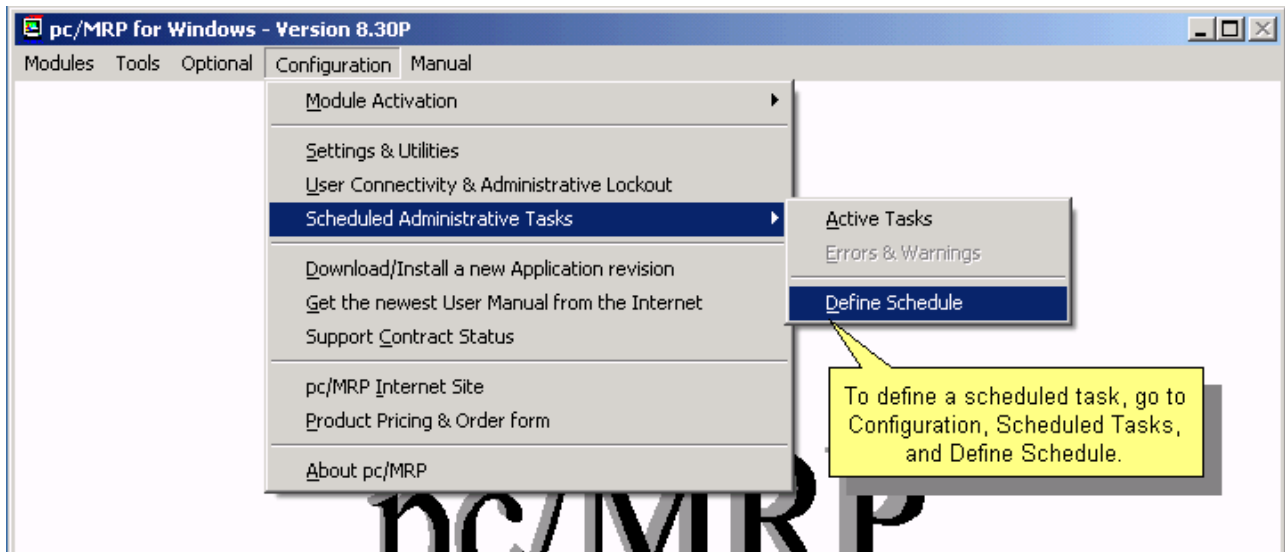 pc/MRP for Windows - Version 8.30P
Modules Tools Optional Configuration Manual
Module Activation
Settings & Utilities
User Connectivity & Administrative Lockout
Scheduled Administrative Tasks
Download/Install a new Application revision
Get the newest User Manual from the Internet
Support Contract Status
pc/MRP Internet Site
Product Pricing & Order form
About pc/MRP
Active Tasks
Errors & Warnings
Define Schedule
To define a scheduled task, go to
Configuration, Scheduled Tasks,
and Define Schedule.
pc/MRP